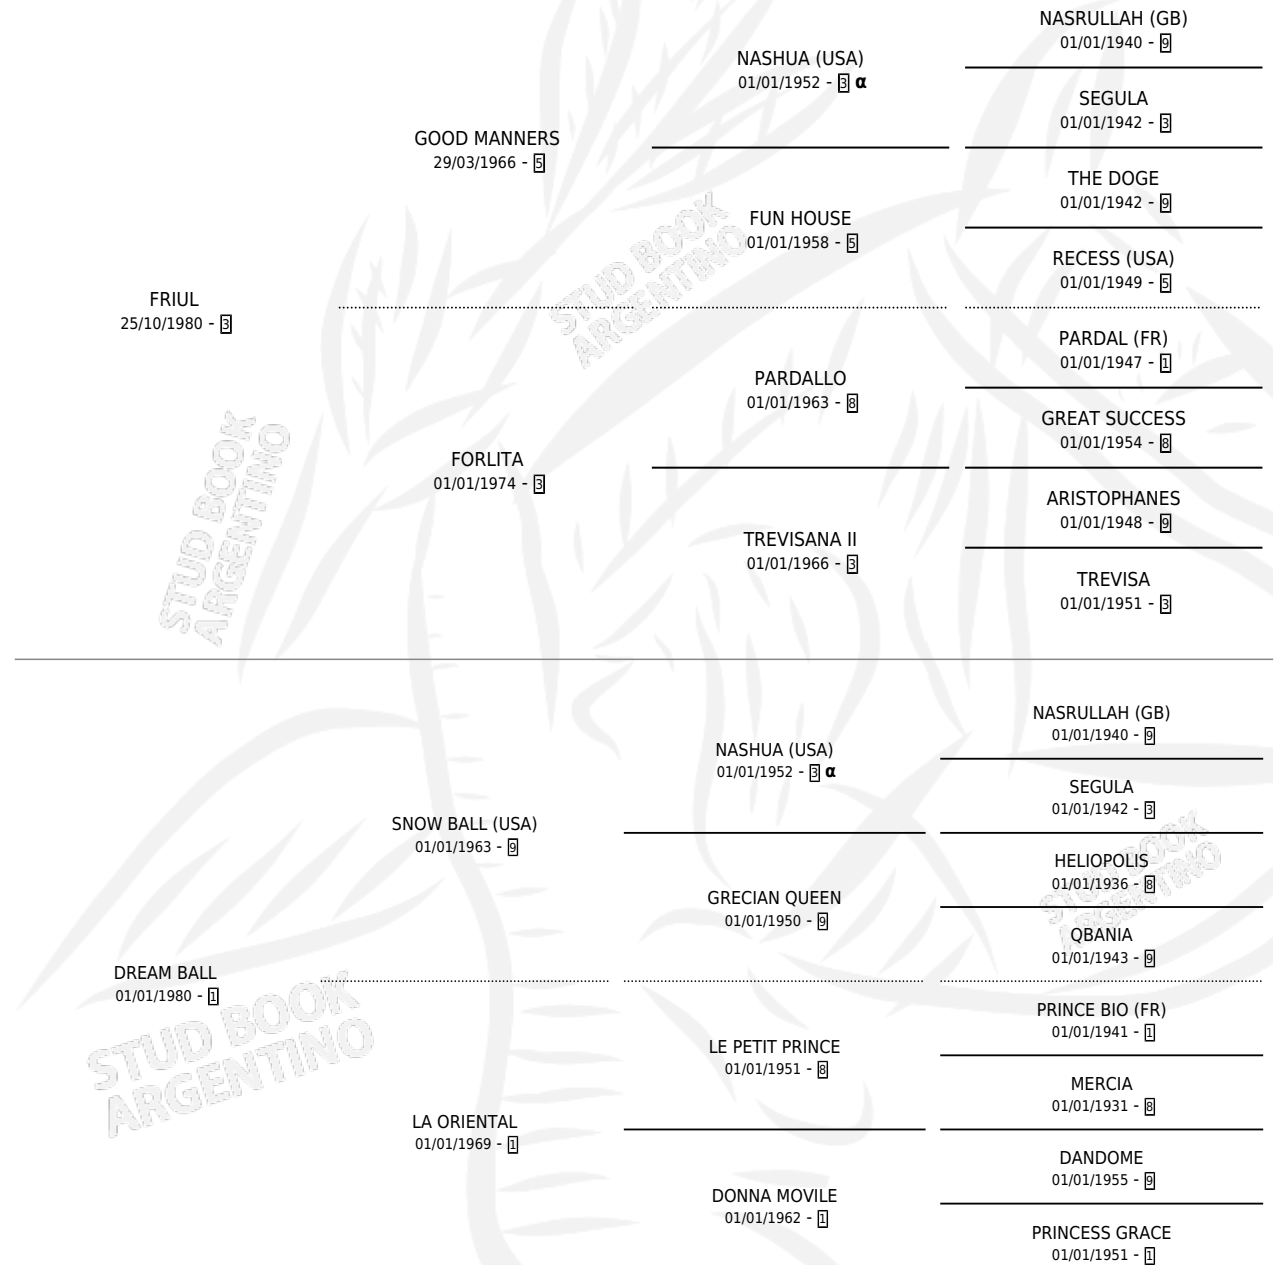 NASRULLAH (GB)
01/01/1940 - 9
NASHUA (USA)
01/01/1952 - 3 α
SEGULA
01/01/1942 - 3
GOOD MANNERS
29/03/1966 - 5
THE DOGE
01/01/1942 - 9
FUN HOUSE
01/01/1958 - 5
RECESS (USA)
01/01/1949 - 5
FRIUL
25/10/1980 - 3
PARDAL (FR)
01/01/1947 - 1
PARDALLO
01/01/1963 - 8
GREAT SUCCESS
01/01/1954 - 8
FORLITA
01/01/1974 - 3
ARISTOPHANES
01/01/1948 - 9
TREVISANA II
01/01/1966 - 3
TREVISA
01/01/1951 - 3
NASRULLAH (GB)
01/01/1940 - 9
NASHUA (USA)
01/01/1952 - 3 α
SEGULA
01/01/1942 - 3
SNOW BALL (USA)
01/01/1963 - 9
HELIOPOLIS
01/01/1936 - 8
GRECIAN QUEEN
01/01/1950 - 9
QBANIA
01/01/1943 - 9
DREAM BALL
01/01/1980 - 1
PRINCE BIO (FR)
01/01/1941 - 1
LE PETIT PRINCE
01/01/1951 - 8
MERCIA
01/01/1931 - 8
LA ORIENTAL
01/01/1969 - 1
DANDOME
01/01/1955 - 9
DONNA MOVILE
01/01/1962 - 1
PRINCESS GRACE
01/01/1951 - 1
STUD BOOK
ARGENTINO
STUD BOOK
ARGENTINO
STUD BOOK
ARGENTINO
STUD BOOK
ARGENTINO